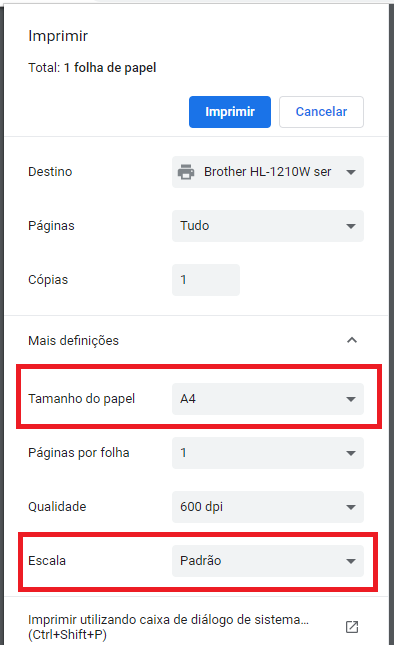 Imprimir
Total: 1 folha de papel
Imprimir Cancelar
Destino Brother HL-1210W ser
Páginas Tudo
Cópias 1
Mais definições
Tamanho do papel A4
Páginas por folha 1
Qualidade 600 dpi
Escala Padrão
Imprimir utilizando caixa de diálogo de sistema…
(Ctrl+Shift+P)